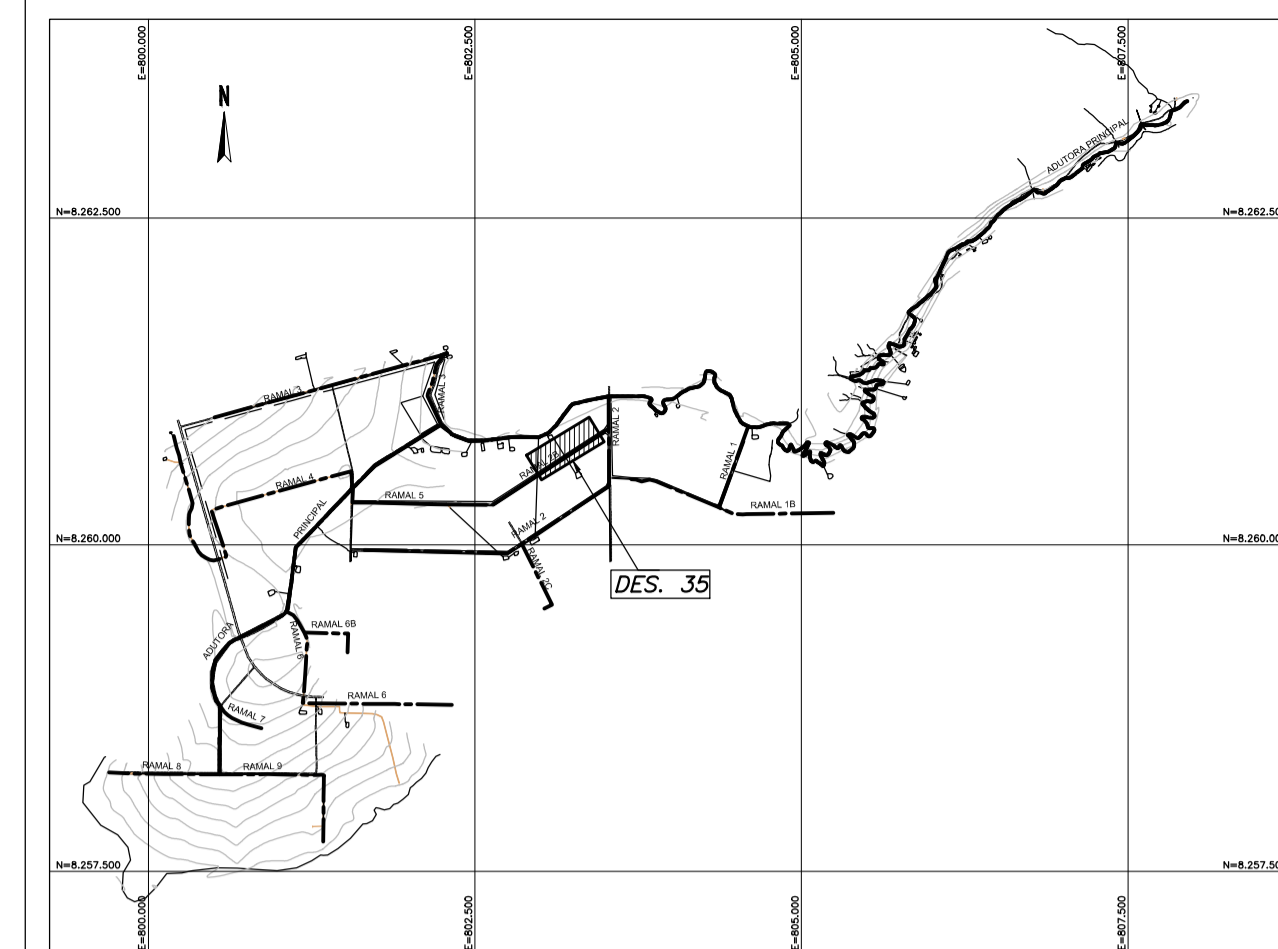 E=800.000
E=802.500
E=805.000
E=807.500
N
ADUTORA PRINCIPAL
N=8.262.500
N=8.262.50
RAMAL 3
RAMAL 3
RAMAL 2
RAMAL 1
RAMAL 2B
RAMAL 4
RAMAL 5
PRINCIPAL
RAMAL 1B
RAMAL 2
N=8.260.000
N=8.260.00
RAMAL 2C
DES. 35
ADUTORA
RAMAL 6
RAMAL 6B
RAMAL 6
RAMAL 7
RAMAL 8
RAMAL 9
N=8.257.500
N=8.257.50
E=800.000
E=802.500
E=805.000
E=807.500